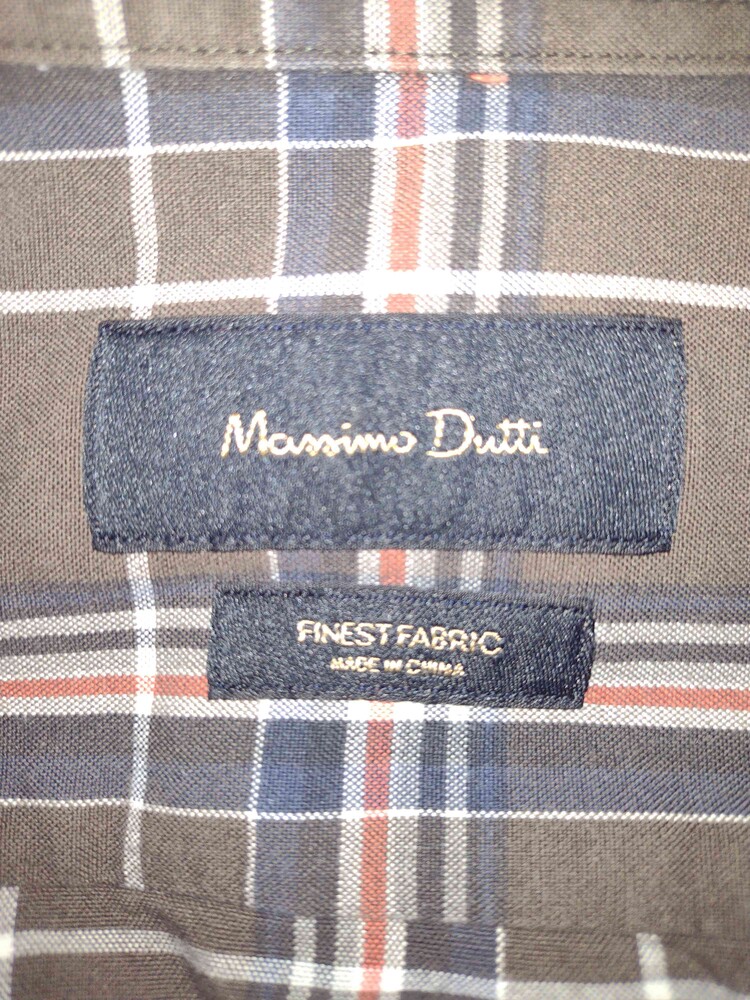 Massimo Dutti
FINEST FABRIC
MADE IN CHINA